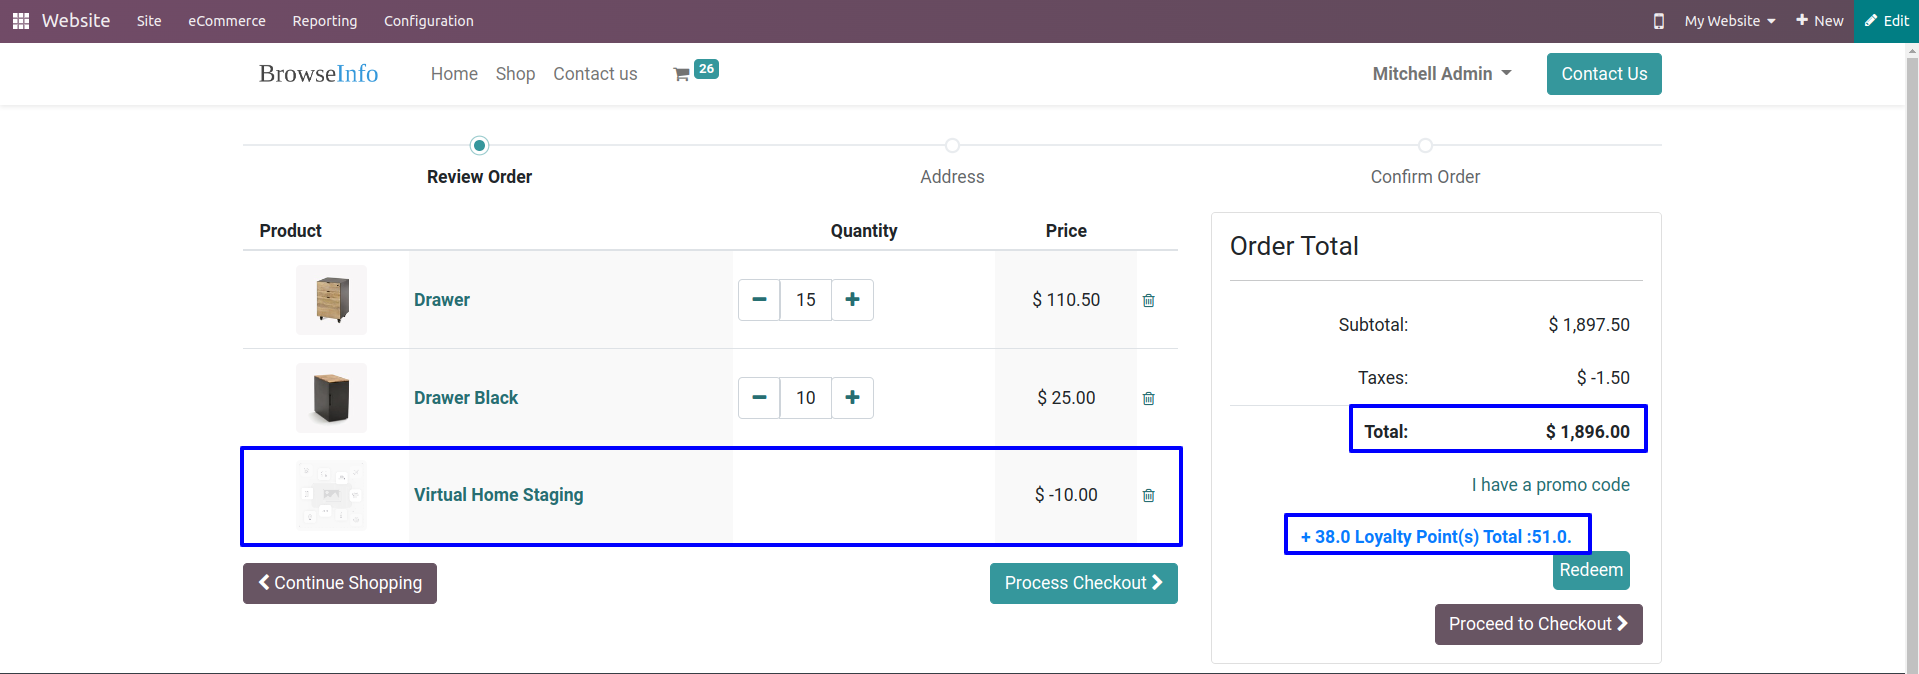 Website Site eCommerce Reporting Configuration My Website New Edit
BrowseInfo Home Shop Contact us 26 Mitchell Admin Contact Us
Review Order Address Confirm Order
Product Quantity Price
Drawer 15 $ 110.50
Drawer Black 10 $ 25.00
Virtual Home Staging $ -10.00
Continue Shopping Process Checkout
Order Total
Subtotal: $ 1,897.50
Taxes: $ -1.50
Total: $ 1,896.00
I have a promo code
+ 38.0 Loyalty Point(s) Total :51.0.
Redeem
Proceed to Checkout